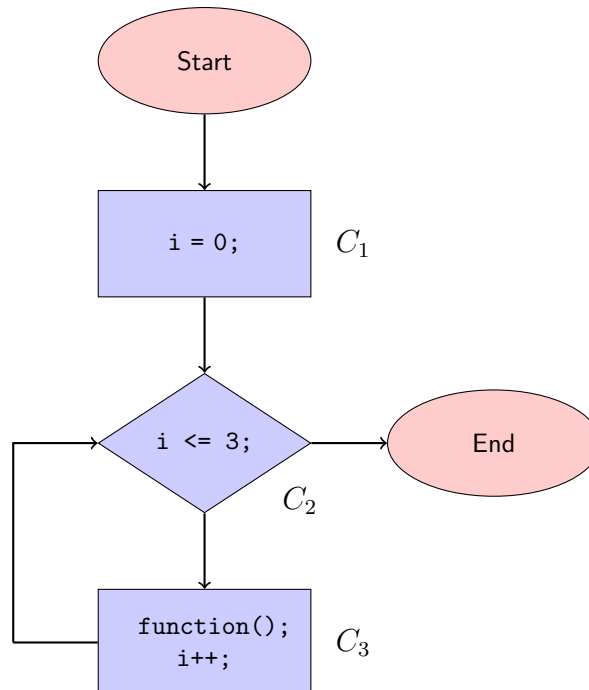 Start
i = 0;
C₁
i <= 3;
End
C₂
function();
i++;
C₃